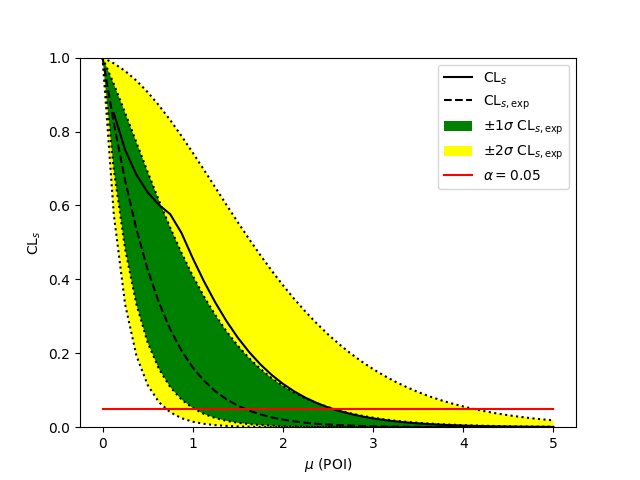 1.0
0.8
0.6
0.4
0.2
0.0
CLₛ
0 1 2 3 4 5
μ (POI)
CLₛ
CLₛ,exp
±1σ CLₛ,exp
±2σ CLₛ,exp
α = 0.05